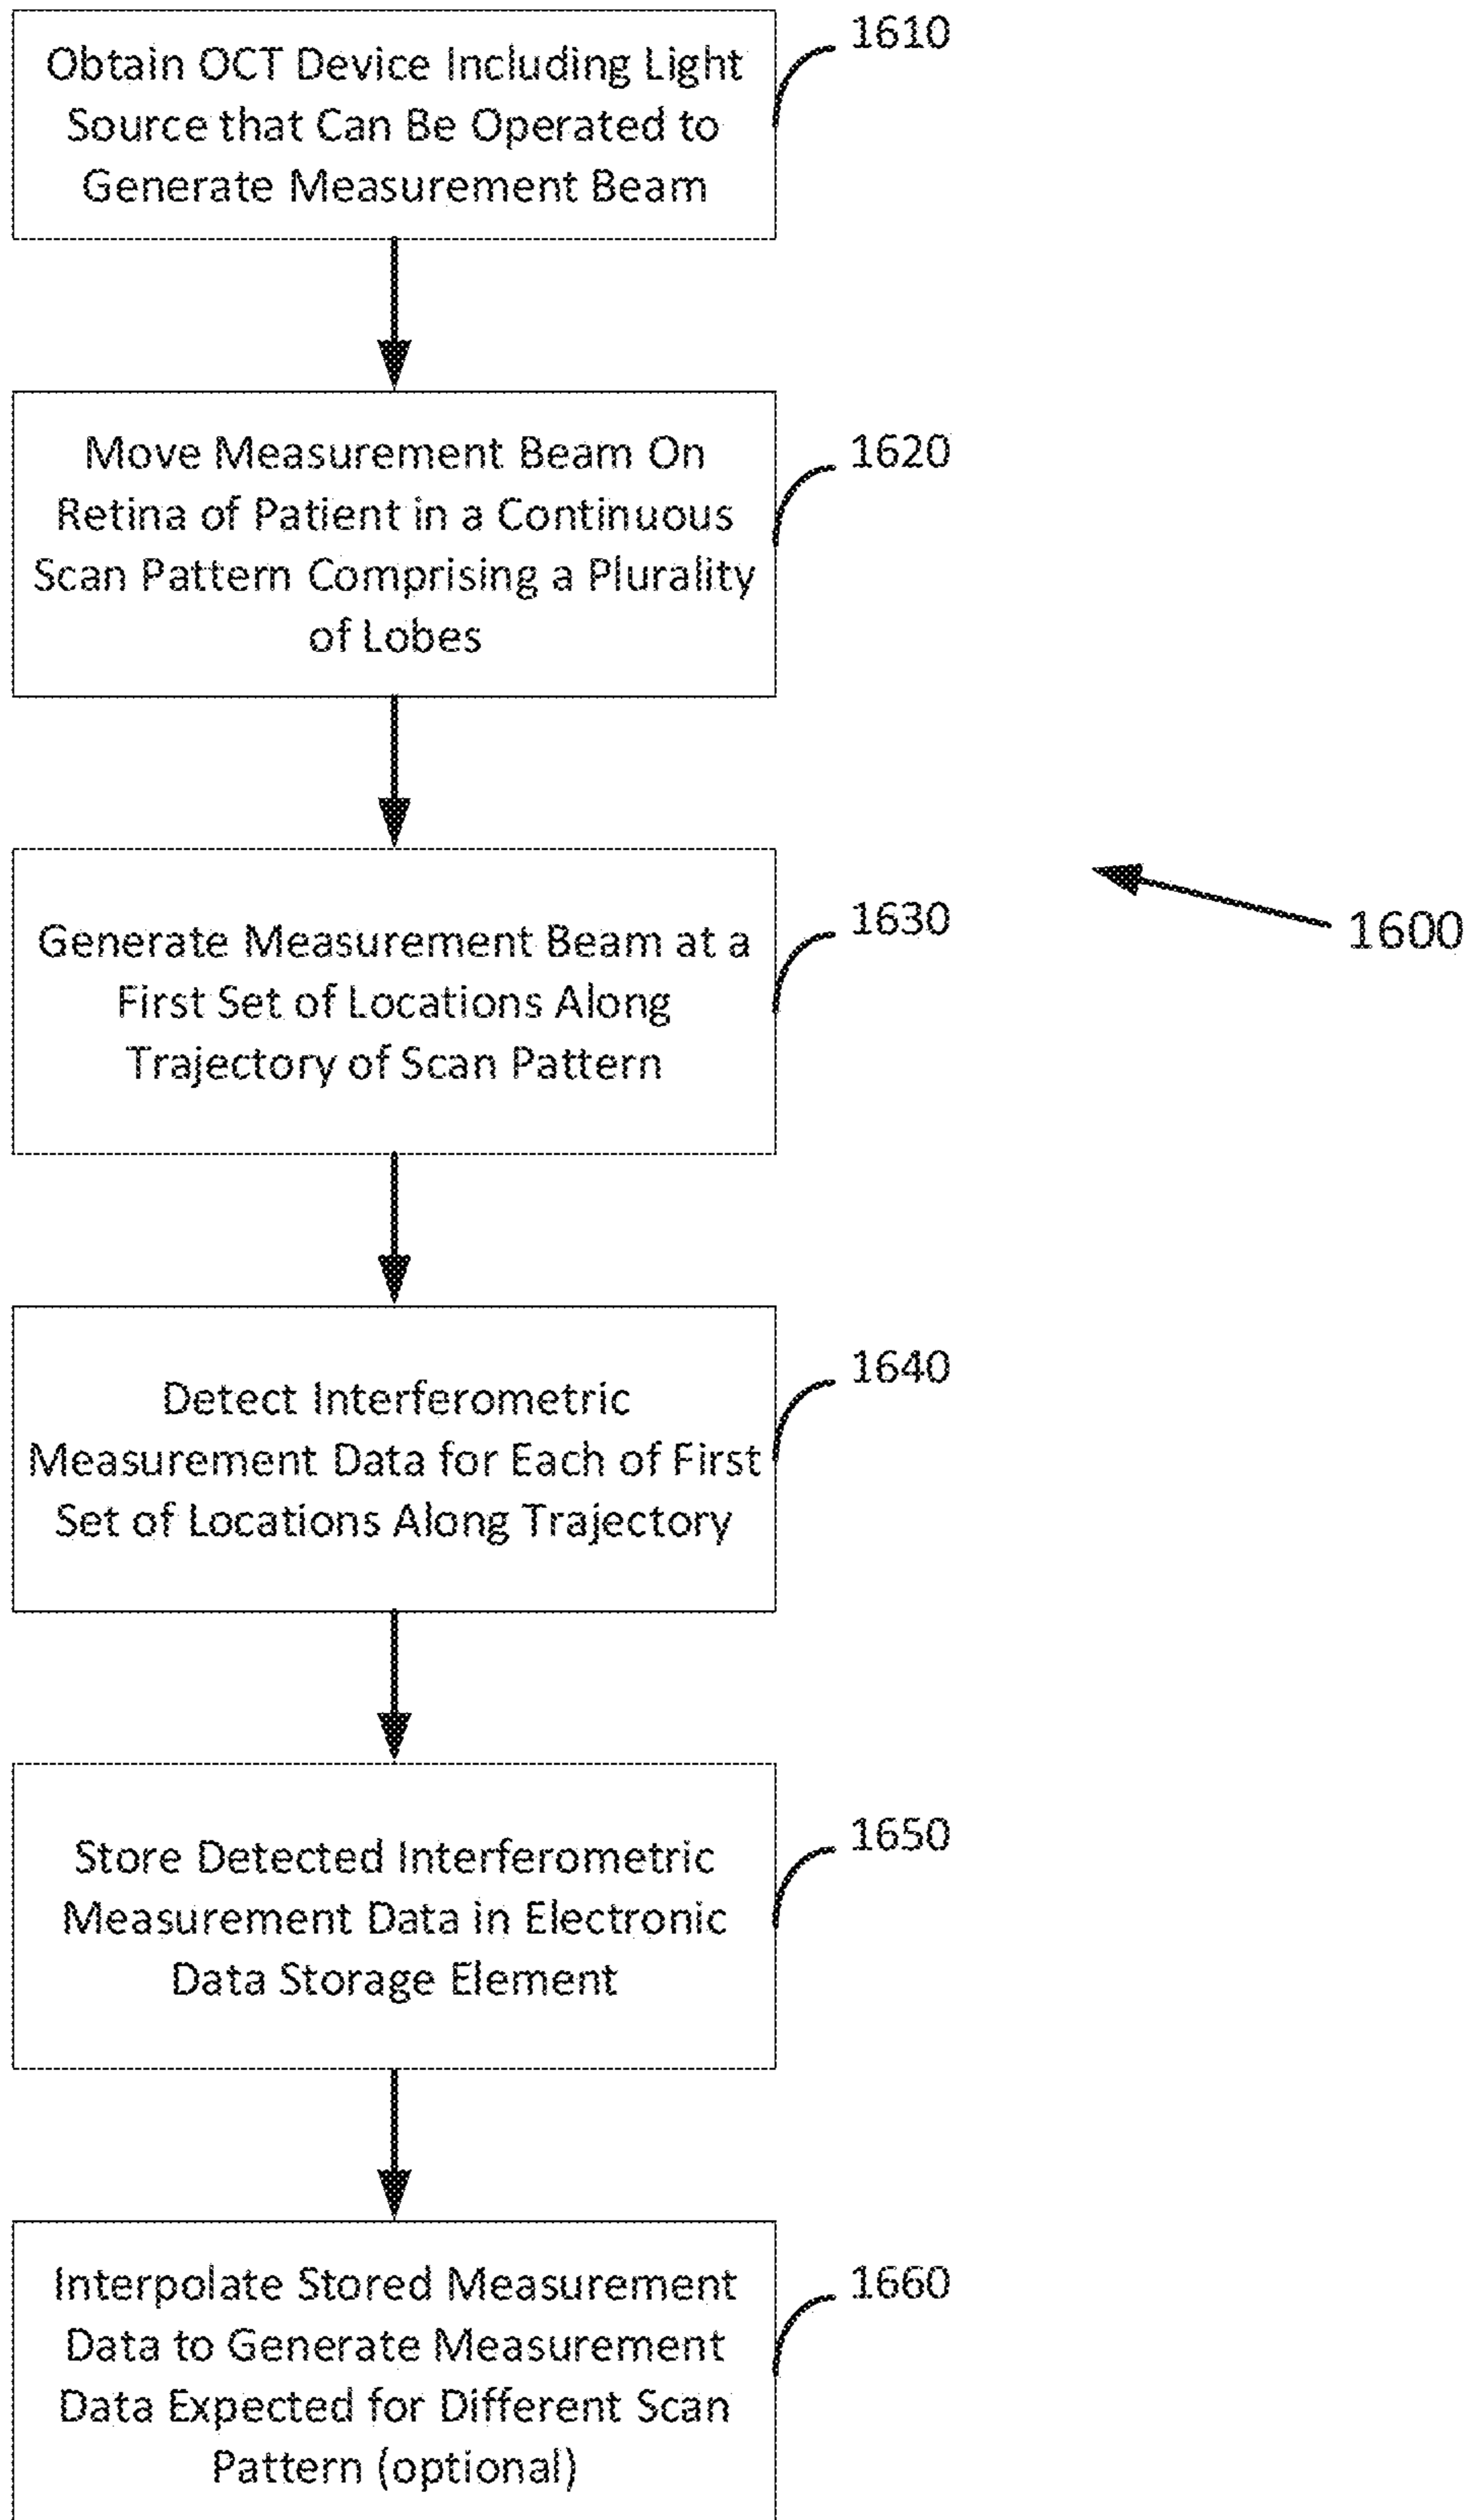 Obtain OCT Device Including Light
Source that Can Be Operated to
Generate Measurement Beam
1610
Move Measurement Beam On
Retina of Patient in a Continuous
Scan Pattern Comprising a Plurality
of Lobes
1620
Generate Measurement Beam at a
First Set of Locations Along
Trajectory of Scan Pattern
1630
1600
Detect Interferometric
Measurement Data for Each of First
Set of Locations Along Trajectory
1640
Store Detected Interferometric
Measurement Data in Electronic
Data Storage Element
1650
Interpolate Stored Measurement
Data to Generate Measurement
Data Expected for Different Scan
Pattern (optional)
1660